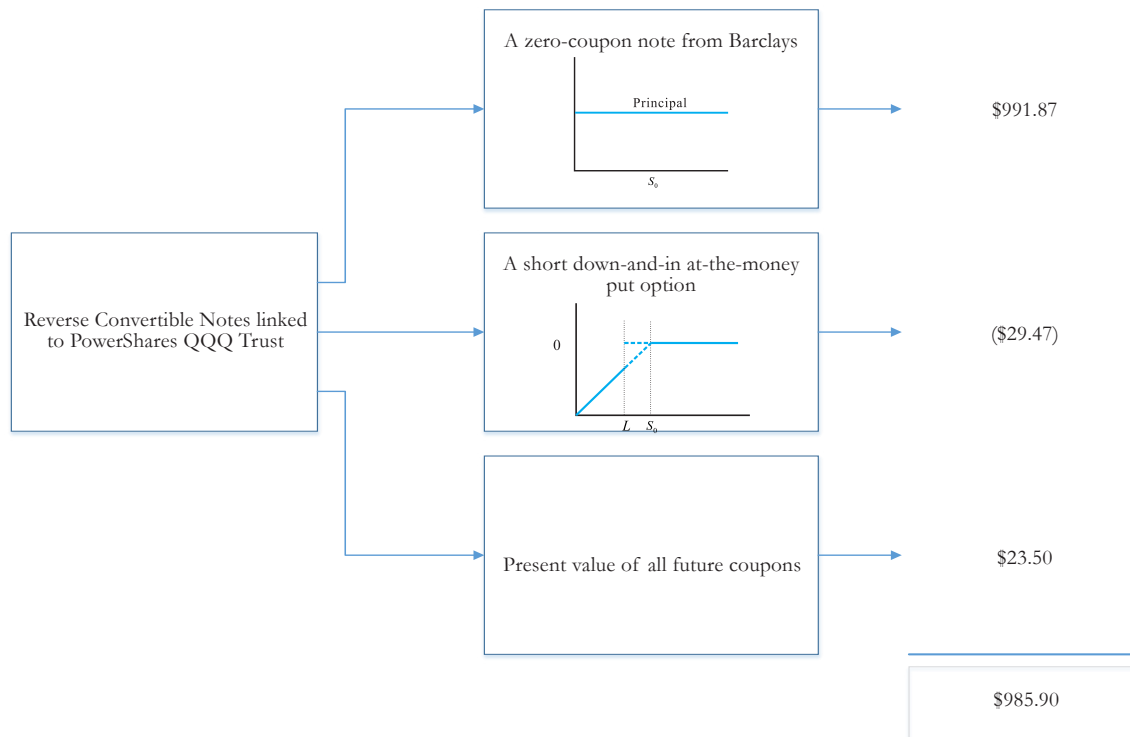 A zero-coupon note from Barclays
Principal
S₀
$991.87
Reverse Convertible Notes linked
to PowerShares QQQ Trust
A short down-and-in at-the-money
put option
0
L S₀
($29.47)
Present value of all future coupons
$23.50
$985.90